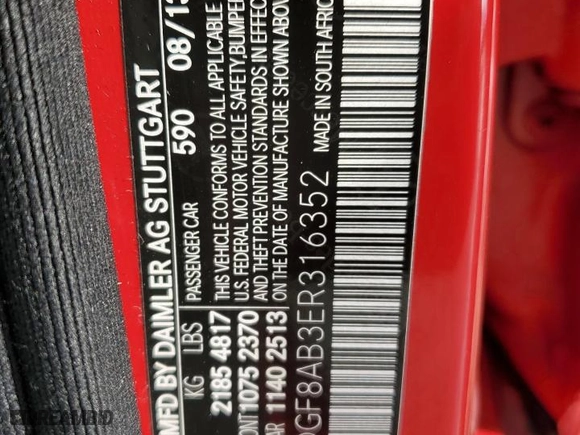 MFD BY DAIMLER AG STUTTGART
590 08/13
KG LBS PASSENGER CAR
2185 4817
1075 2370
1140 2513
THIS VEHICLE CONFORMS TO ALL APPLICABLE
U.S. FEDERAL MOTOR VEHICLE SAFETY, BUMPER
AND THEFT PREVENTION STANDARDS IN EFFECT
ON THE DATE OF MANUFACTURE SHOWN ABOVE
GF8AB3ER316352
MADE IN SOUTH AFRIC